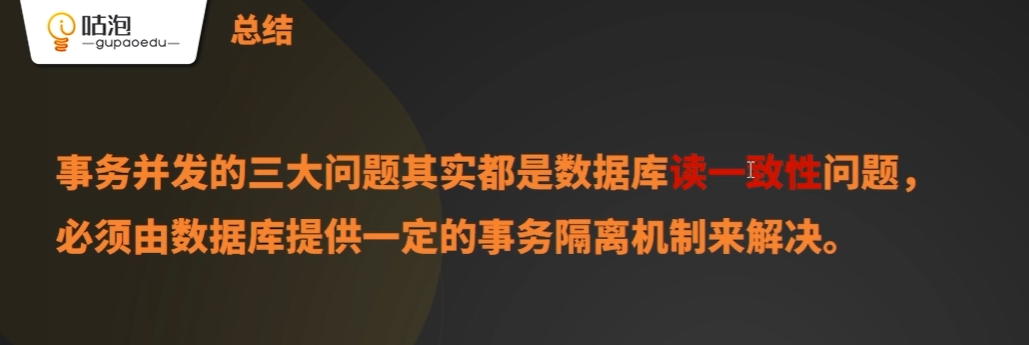 咕泡
gupaoedu
总结
事务并发的三大问题其实都是数据库读一致性问题，
必须由数据库提供一定的事务隔离机制来解决。